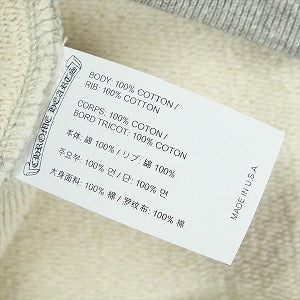 CHROME HEARTS
BODY: 100% COTTON /
RIB: 100% COTTON
CORPS: 100% COTON /
BORD TRICOT: 100% COTON
本体: 綿 100% / リブ: 綿 100%
不요부: 100% 면 / 단: 100% 면
大身面料: 100% 棉 / 罗纹布: 100% 棉
MADE IN U.S.A.